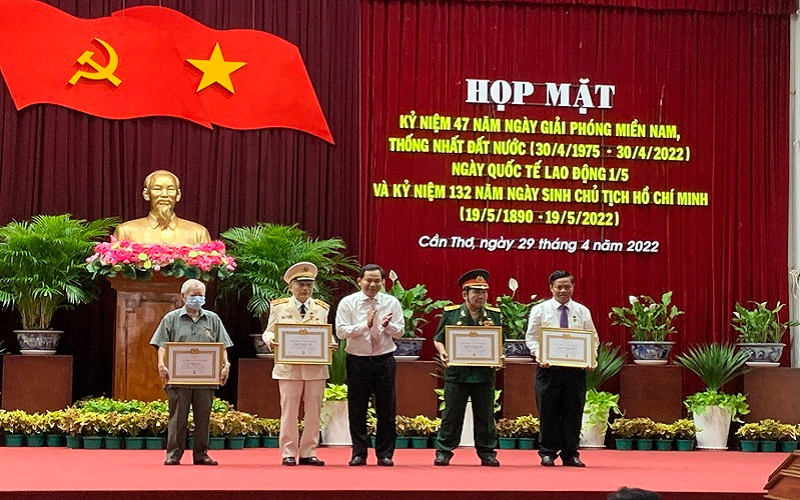 HỌP MẶT
KỶ NIỆM 47 NĂM NGÀY GIẢI PHÓNG MIỀN NAM,
THỐNG NHẤT ĐẤT NƯỚC (30/4/1975 - 30/4/2022)
NGÀY QUỐC TẾ LAO ĐỘNG 1/5
VÀ KỶ NIỆM 132 NĂM NGÀY SINH CHỦ TỊCH HỒ CHÍ MINH
(19/5/1890 -19/5/2022)
Cần Thơ, ngày 29 tháng 4 năm 2022